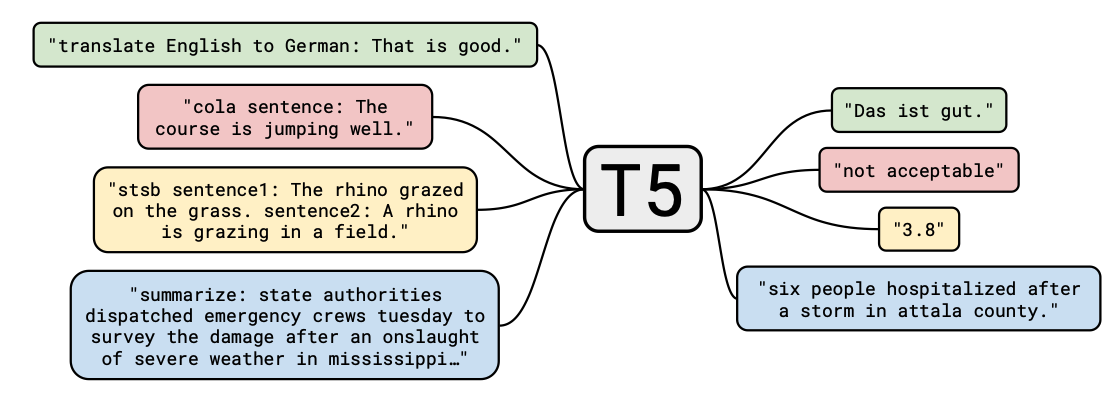 "translate English to German: That is good."
"cola sentence: The
course is jumping well."
"stsb sentence1: The rhino grazed
on the grass. sentence2: A rhino
is grazing in a field."
"summarize: state authorities
dispatched emergency crews tuesday to
survey the damage after an onslaught
of severe weather in mississippi…"
T5
"Das ist gut."
"not acceptable"
"3.8"
"six people hospitalized after
a storm in attala county."